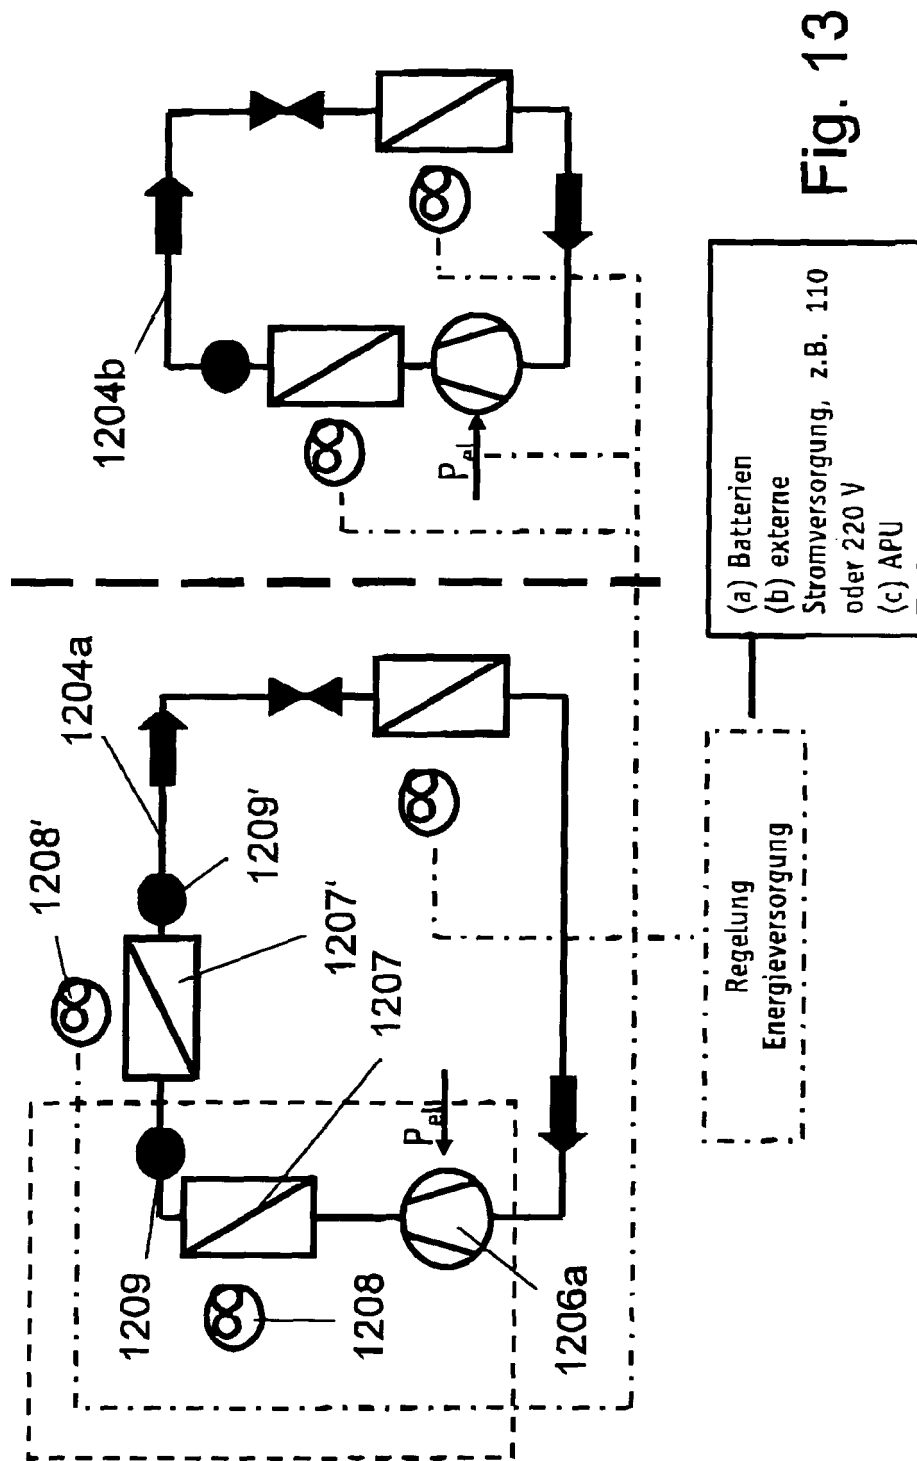 1208'
1204a
1209'
1207'
1207
1209
1208
1206a
P_el
1204b
P_el
Regelung
Energieversorgung
(a) Batterien
(b) externe
Stromversorgung, z.B. 110
oder 220 V
(c) APU
Fig. 13